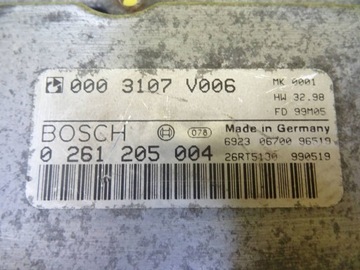 000 3107 V006 MK 0001
HW 32.98
FD 99M05
BOSCH 078 Made in Germany
6923 06700 96519
0 261 205 004 26RT5130 990519